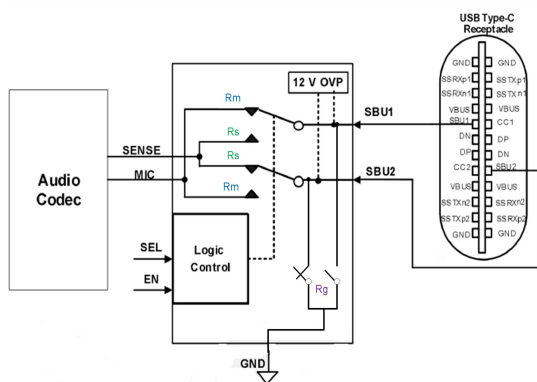 USB Type-C
Receptacle
12 V OVP
Rm
SBU1
Rs
SENSE
Rs
MIC
SBU2
Rm
Audio
Codec
SEL
Logic
Control
EN
Rg
GND
GND GND
SSRXp1 SSTXp1
SSRXn1 SSTXn1
VBUS VBUS
SBU1 CC1
DN DP
DP DN
CC2 SBU2
VBUS VBUS
SSTXn2 SSRXn2
SSTXp2 SSRXp2
GND GND